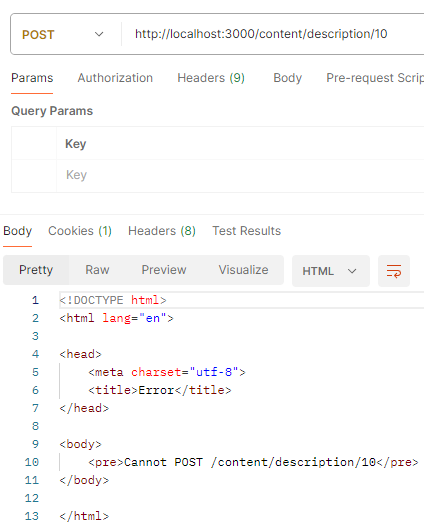 POST http://localhost:3000/content/description/10
Params Authorization Headers (9) Body Pre-request Scrip
Query Params
Key
Key
Body Cookies (1) Headers (8) Test Results
Pretty Raw Preview Visualize HTML
1 <!DOCTYPE html>
2 <html lang="en">
3
4 <head>
5 <meta charset="utf-8">
6 <title>Error</title>
7 </head>
8
9 <body>
10 <pre>Cannot POST /content/description/10</pre>
11 </body>
12
13 </html>